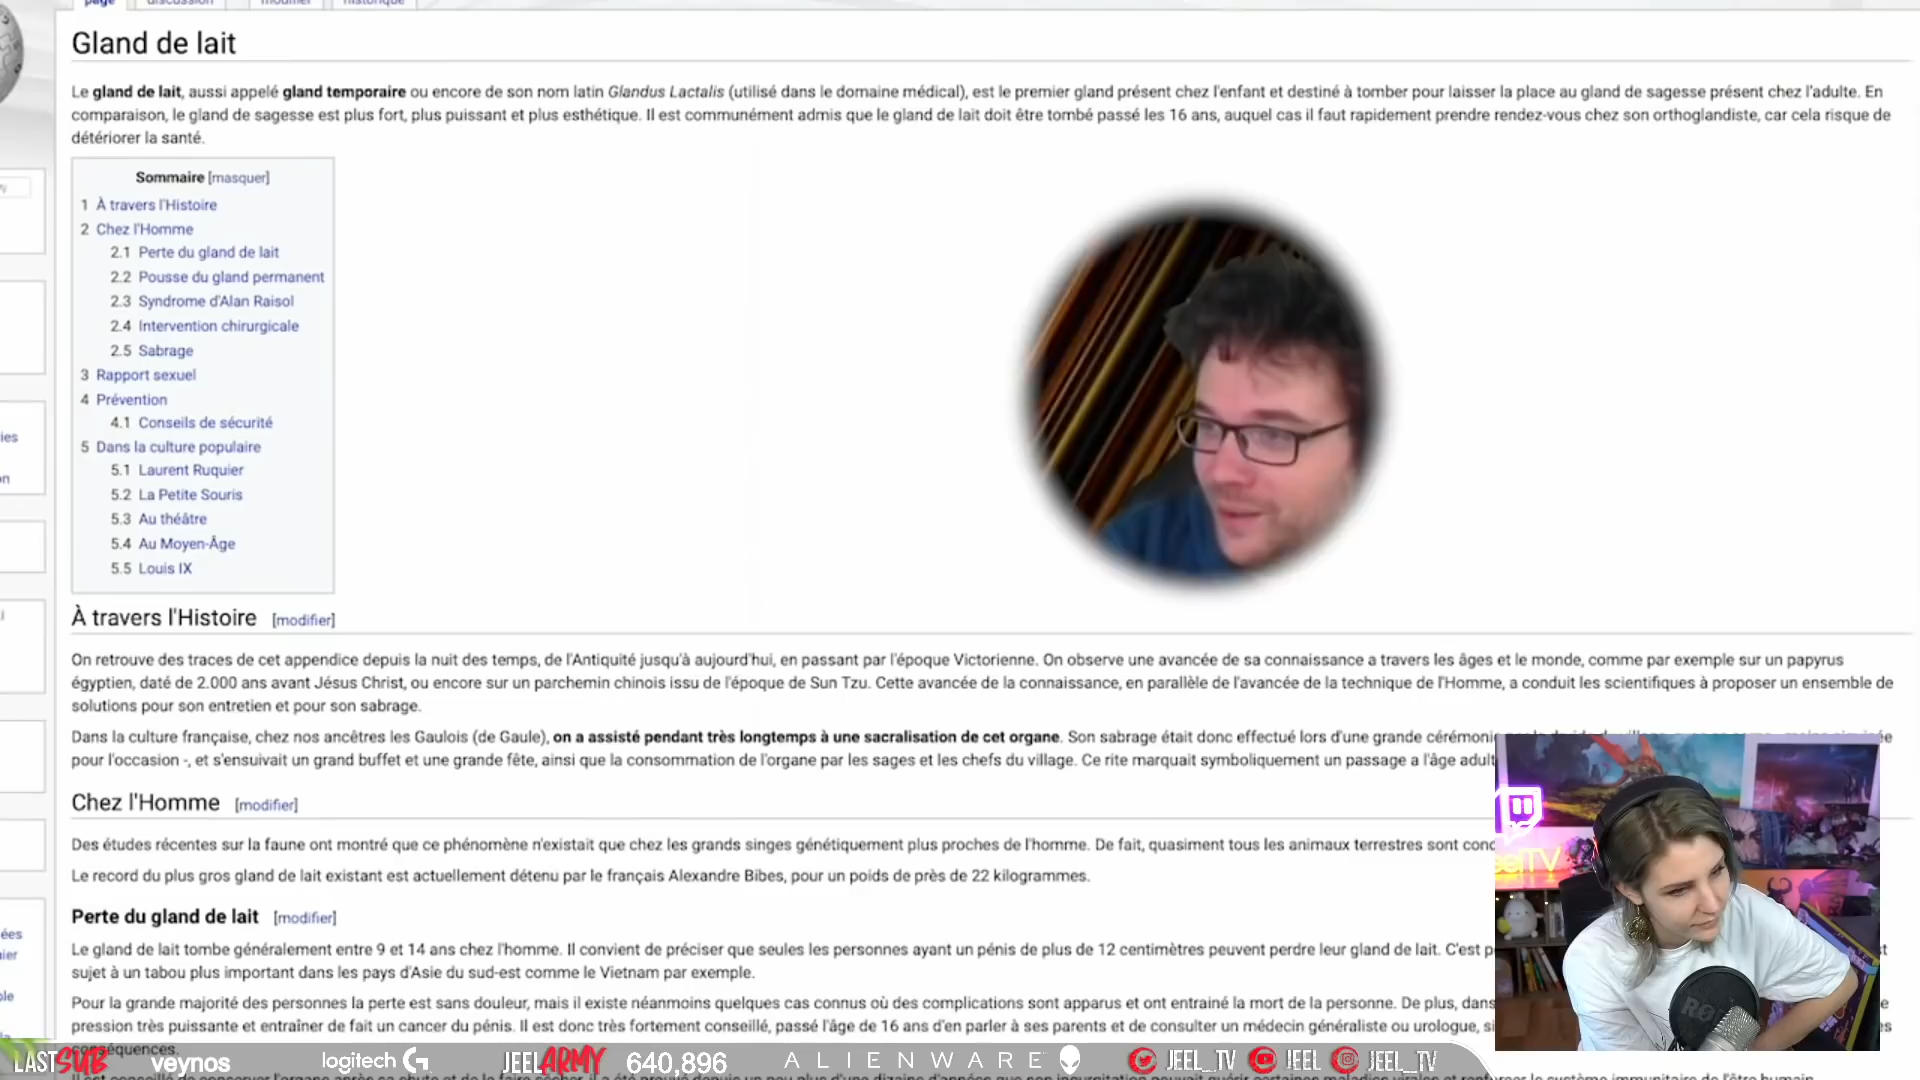 page discussion modifier historique
Gland de lait
Le gland de lait, aussi appelé gland temporaire ou encore de son nom latin Glandus Lactalis (utilisé dans le domaine médical), est le premier gland présent chez l'enfant et destiné à tomber pour laisser la place au gland de sagesse présent chez l'adulte. En
comparaison, le gland de sagesse est plus fort, plus puissant et plus esthétique. Il est communément admis que le gland de lait doit être tombé passé les 16 ans, auquel cas il faut rapidement prendre rendez-vous chez son orthoglandiste, car cela risque de
détériorer la santé.
Sommaire [masquer]
1 À travers l'Histoire
2 Chez l'Homme
2.1 Perte du gland de lait
2.2 Pousse du gland permanent
2.3 Syndrome d'Alan Raisol
2.4 Intervention chirurgicale
2.5 Sabrage
3 Rapport sexuel
4 Prévention
4.1 Conseils de sécurité
5 Dans la culture populaire
5.1 Laurent Ruquier
5.2 La Petite Souris
5.3 Au théâtre
5.4 Au Moyen-Âge
5.5 Louis IX
À travers l'Histoire [modifier]
On retrouve des traces de cet appendice depuis la nuit des temps, de l'Antiquité jusqu'à aujourd'hui, en passant par l'époque Victorienne. On observe une avancée de sa connaissance a travers les âges et le monde, comme par exemple sur un papyrus
égyptien, daté de 2.000 ans avant Jésus Christ, ou encore sur un parchemin chinois issu de l'époque de Sun Tzu. Cette avancée de la connaissance, en parallèle de l'avancée de la technique de l'Homme, a conduit les scientifiques à proposer un ensemble de
solutions pour son entretien et pour son sabrage.
Dans la culture française, chez nos ancêtres les Gaulois (de Gaule), on a assisté pendant très longtemps à une sacralisation de cet organe. Son sabrage était donc effectué lors d'une grande cérémonie
pour l'occasion -, et s'ensuivait un grand buffet et une grande fête, ainsi que la consommation de l'organe par les sages et les chefs du village. Ce rite marquait symboliquement un passage a l'âge adult
Chez l'Homme [modifier]
Des études récentes sur la faune ont montré que ce phénomène n'existait que chez les grands singes génétiquement plus proches de l'homme. De fait, quasiment tous les animaux terrestres sont conc
Le record du plus gros gland de lait existant est actuellement détenu par le français Alexandre Bibes, pour un poids de près de 22 kilogrammes.
Perte du gland de lait [modifier]
Le gland de lait tombe généralement entre 9 et 14 ans chez l'homme. Il convient de préciser que seules les personnes ayant un pénis de plus de 12 centimètres peuvent perdre leur gland de lait. C'est p
sujet à un tabou plus important dans les pays d'Asie du sud-est comme le Vietnam par exemple.
Pour la grande majorité des personnes la perte est sans douleur, mais il existe néanmoins quelques cas connus où des complications sont apparus et ont entrainé la mort de la personne. De plus, dans
pression très puissante et entraîner de fait un cancer du pénis. Il est donc très fortement conseillé, passé l'âge de 16 ans d'en parler à ses parents et de consulter un médecin généraliste ou urologue, si
conséquences.
LASTSUB veynos logitech G JEELARMY 640,896 ALIENWARE JEEL_TV JEEL JEEL_TV